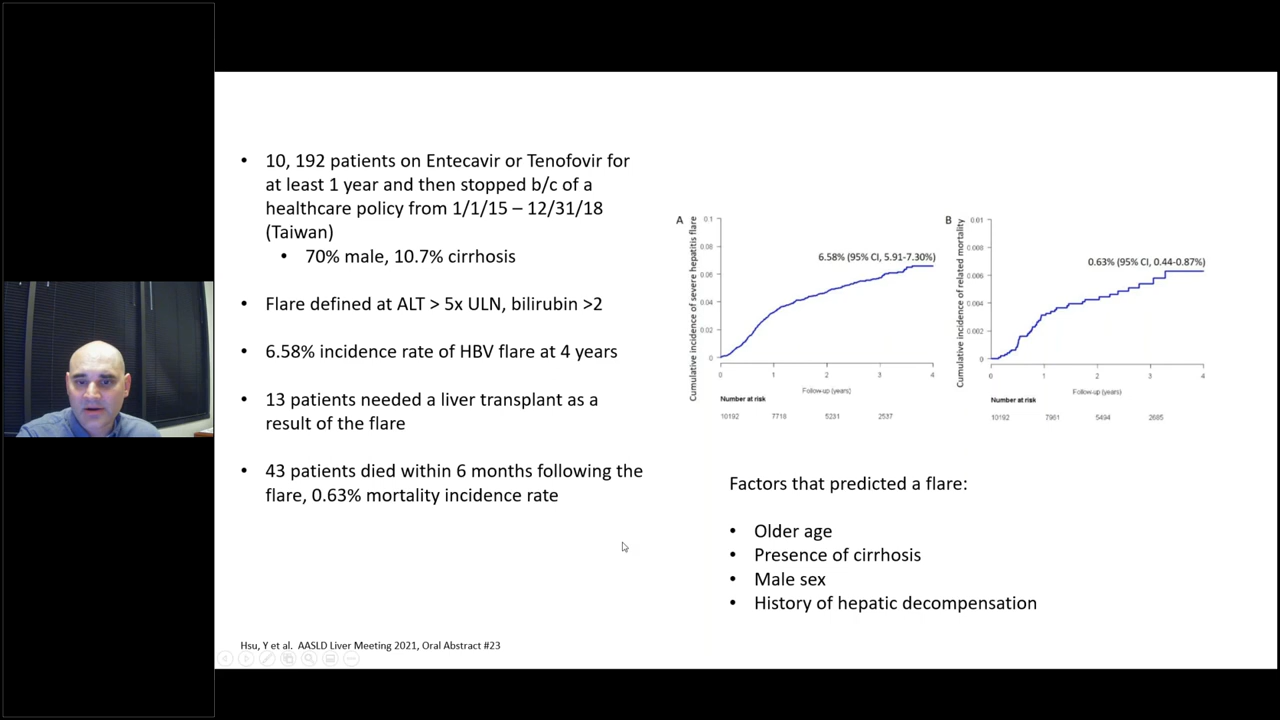 • 10, 192 patients on Entecavir or Tenofovir for
at least 1 year and then stopped b/c of a
healthcare policy from 1/1/15 – 12/31/18
(Taiwan)
• 70% male, 10.7% cirrhosis
• Flare defined at ALT > 5x ULN, bilirubin >2
• 6.58% incidence rate of HBV flare at 4 years
• 13 patients needed a liver transplant as a
result of the flare
• 43 patients died within 6 months following the
flare, 0.63% mortality incidence rate
A
Cumulative incidence of severe hepatitis flare
0.1
0.08
0.06
0.04
0.02
0
6.58% (95% CI, 5.91-7.30%)
0 1 2 3 4
Follow-up (years)
Number at risk
10192 7718 5231 2537
B
Cumulative incidence of related mortality
0.01
0.008
0.006
0.004
0.002
0
0.63% (95% CI, 0.44-0.87%)
0 1 2 3 4
Follow-up (years)
Number at risk
10192 7961 5494 2685
Factors that predicted a flare:
• Older age
• Presence of cirrhosis
• Male sex
• History of hepatic decompensation
Hsu, Y et al. AASLD Liver Meeting 2021, Oral Abstract #23